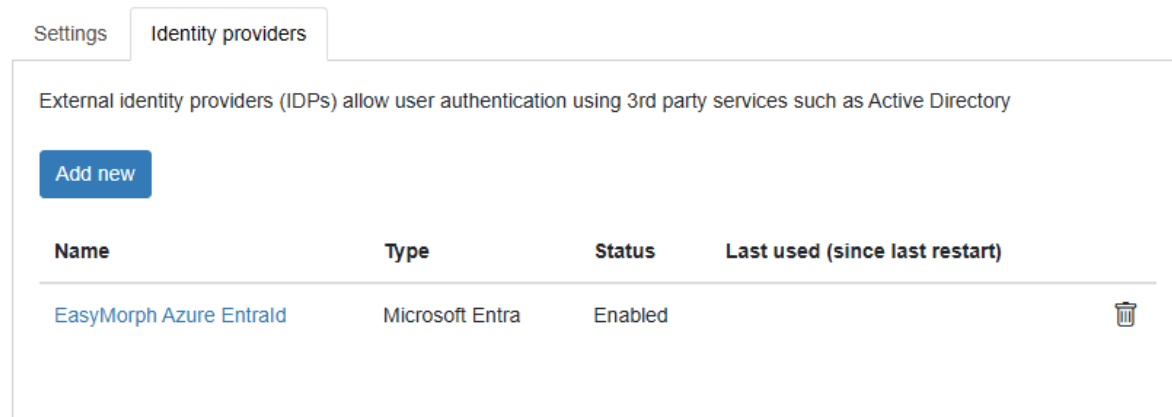 Settings Identity providers
External identity providers (IDPs) allow user authentication using 3rd party services such as Active Directory
Add new
Name Type Status Last used (since last restart)
EasyMorph Azure EntraId Microsoft Entra Enabled